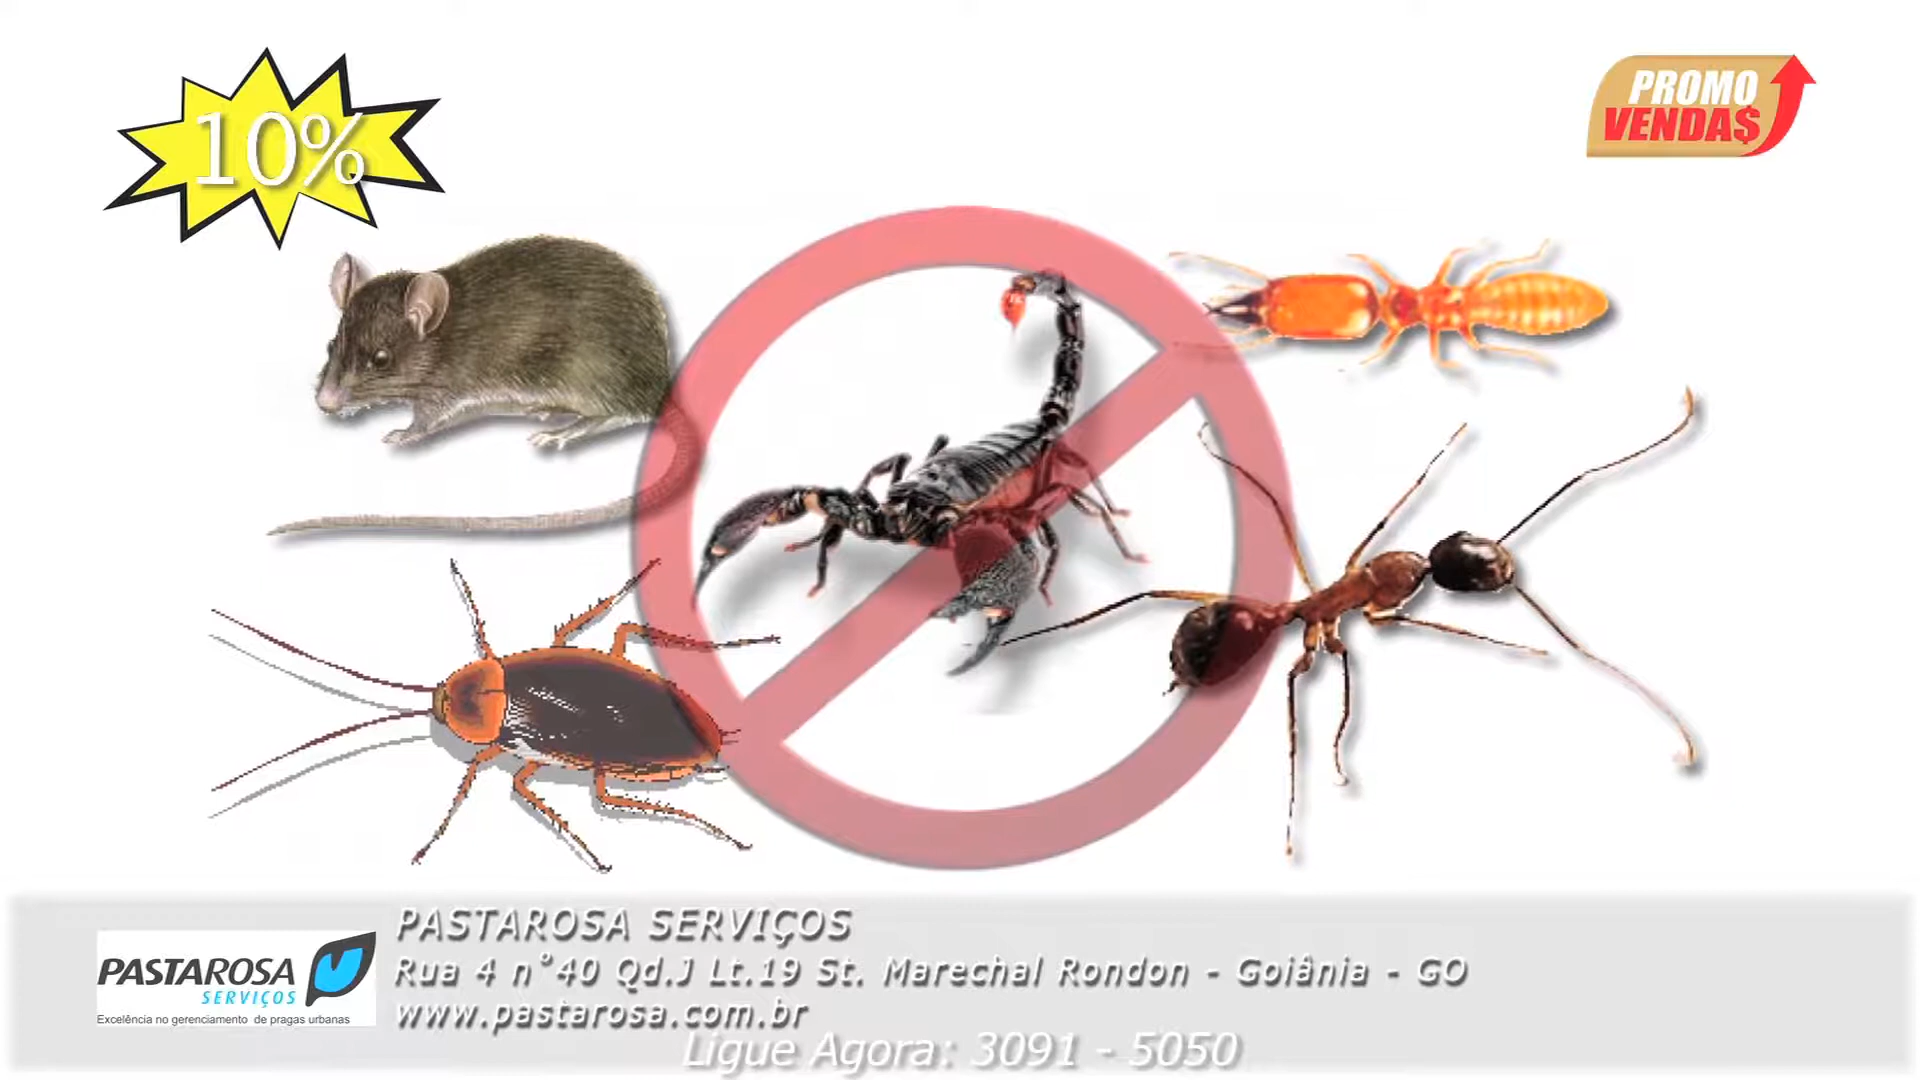 10%
PROMO
VENDA$
PASTAROSA SERVIÇOS
Rua 4 n°40 Qd.J Lt.19 St. Marechal Rondon - Goiânia - GO
www.pastarosa.com.br
Ligue Agora: 3091 - 5050
PASTAROSA
SERVIÇOS
Excelência no gerenciamento de pragas urbanas